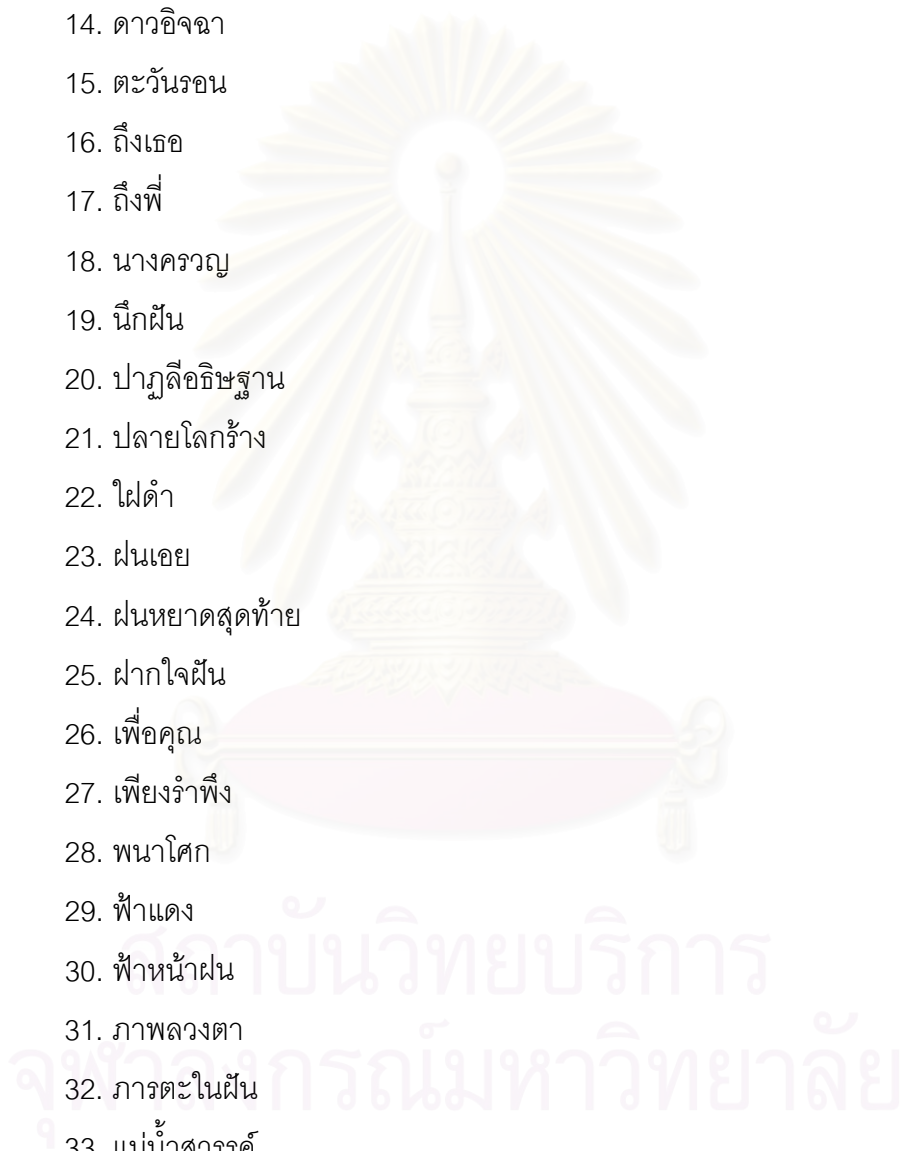 14. ดาวอิจฉา
15. ตะวันรอน
16. ถึงเธอ
17. ถึงพี่
18. นางครวญ
19. นึกฝัน
20. ปาฏลีอธิษฐาน
21. ปลายโลกร้าง
22. ใฝ่ดำ
23. ฝนเอย
24. ฝนหยาดสุดท้าย
25. ฝากใจฝัน
26. เพื่อคุณ
27. เพียงรำพึง
28. พนาโศก
29. ฟ้าแดง
30. ฟ้าหน้าฝน
31. ภาพลวงตา
32. ภารตะในฝัน
33. แม่น้ำสวรรค์
สถาบันวิทยบริการ
จุฬาลงกรณ์มหาวิทยาลัย